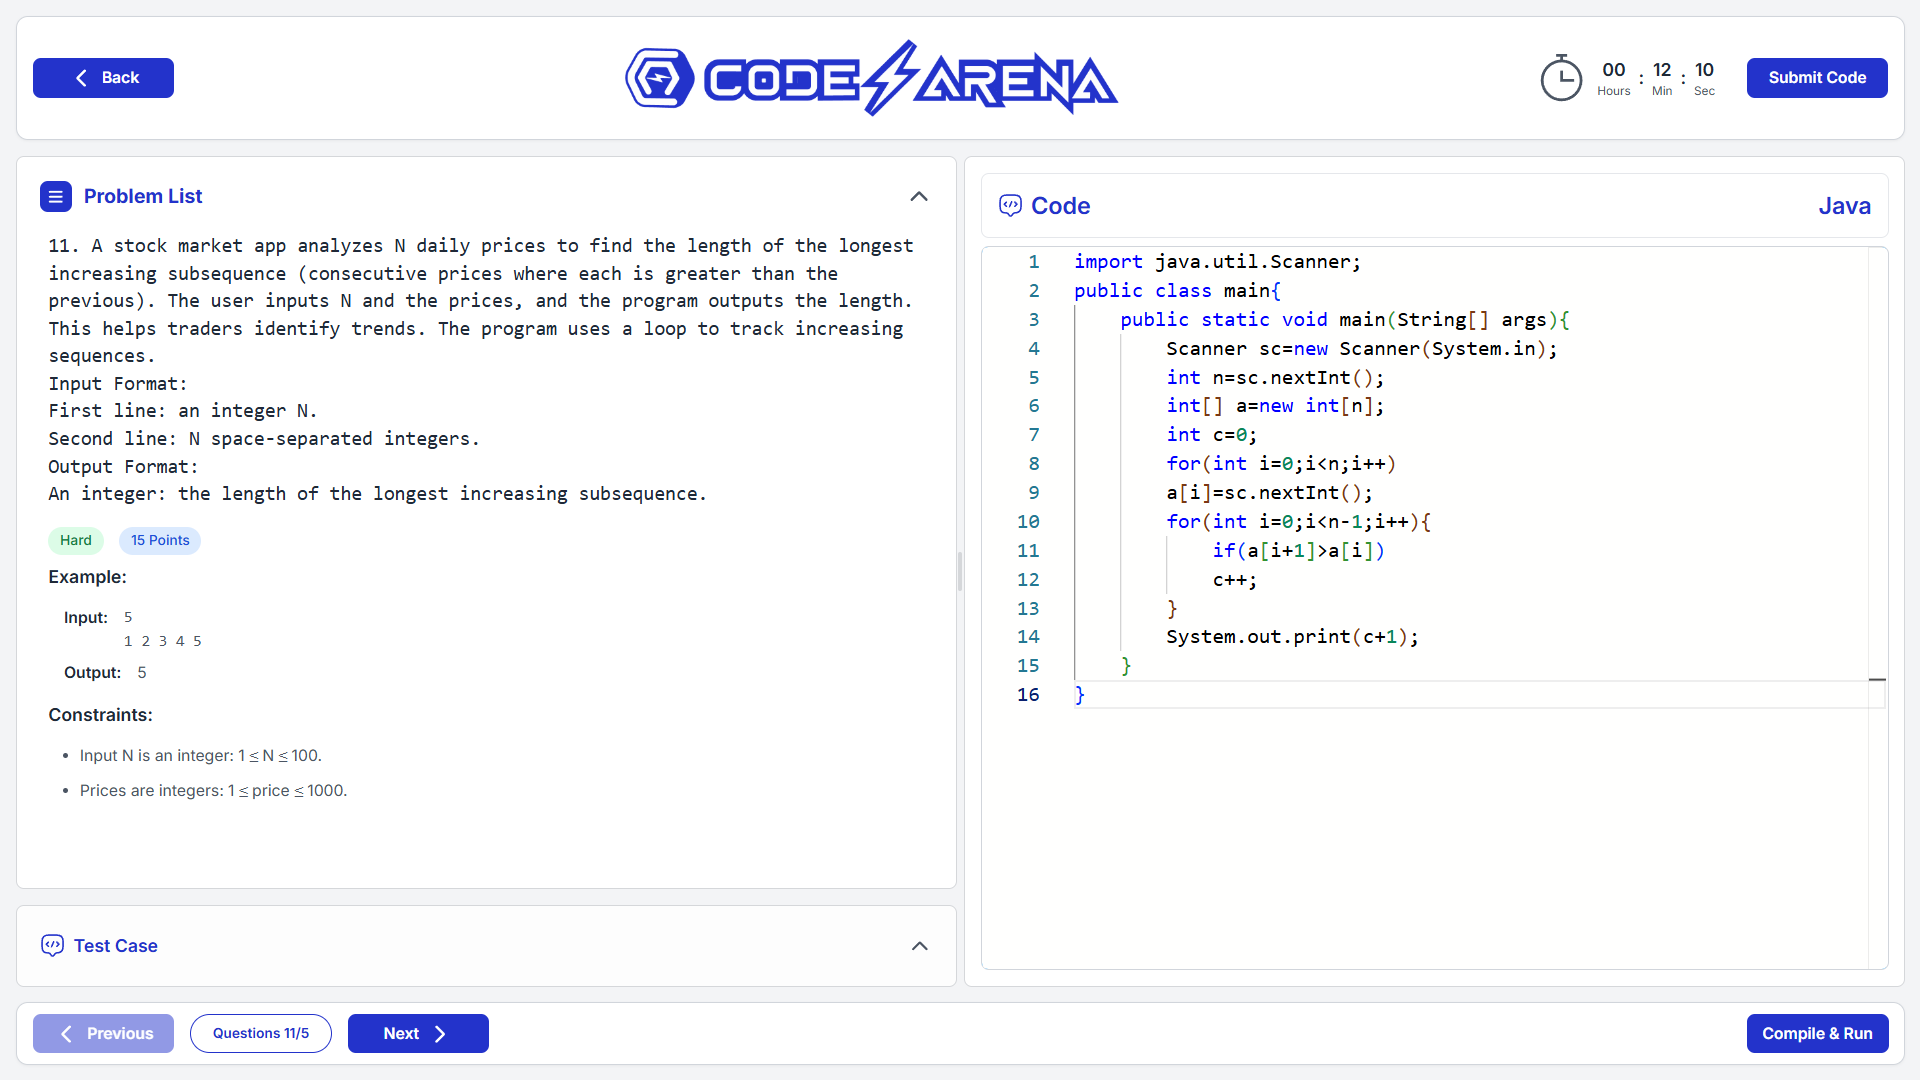 Back
CODE ARENA
00 : 12 : 10
Hours Min Sec
Submit Code
Problem List
11. A stock market app analyzes N daily prices to find the length of the longest
increasing subsequence (consecutive prices where each is greater than the
previous). The user inputs N and the prices, and the program outputs the length.
This helps traders identify trends. The program uses a loop to track increasing
sequences.
Input Format:
First line: an integer N.
Second line: N space-separated integers.
Output Format:
An integer: the length of the longest increasing subsequence.
Hard 15 Points
Example:
Input: 5
1 2 3 4 5
Output: 5
Constraints:
• Input N is an integer: 1 ≤ N ≤ 100.
• Prices are integers: 1 ≤ price ≤ 1000.
Test Case
Code
Java
1 import java.util.Scanner;
2 public class main{
3 public static void main(String[] args){
4 Scanner sc=new Scanner(System.in);
5 int n=sc.nextInt();
6 int[] a=new int[n];
7 int c=0;
8 for(int i=0;i<n;i++)
9 a[i]=sc.nextInt();
10 for(int i=0;i<n-1;i++){
11 if(a[i+1]>a[i])
12 c++;
13 }
14 System.out.print(c+1);
15 }
16 }
Previous
Questions 11/5
Next
Compile & Run